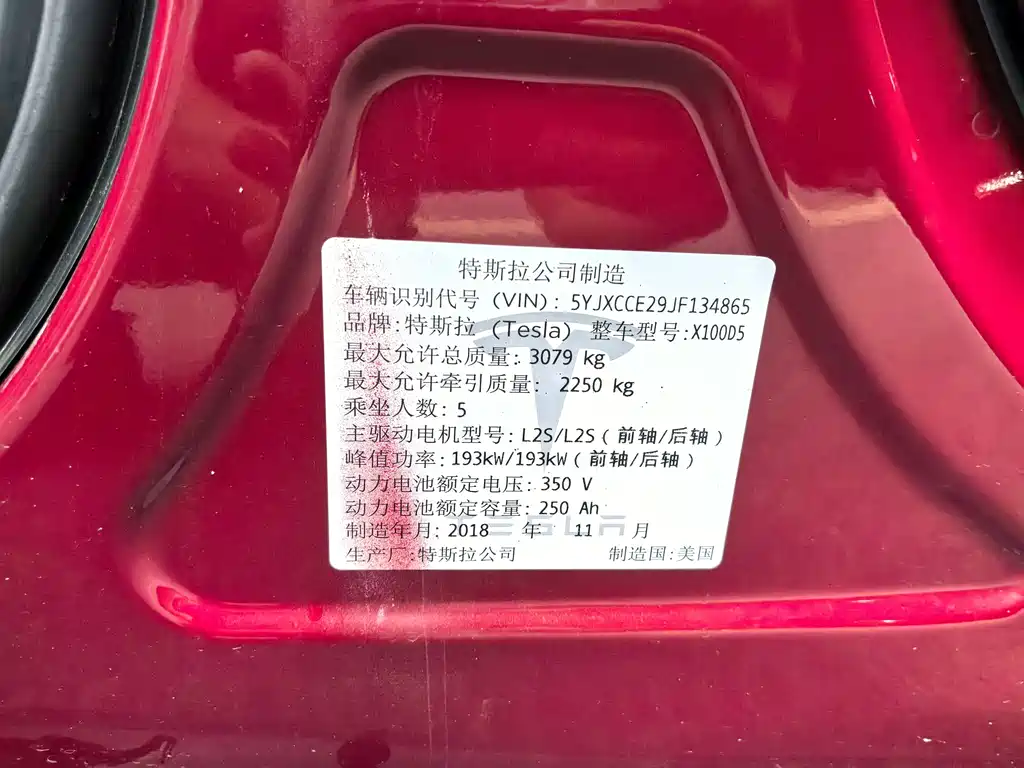 特斯拉公司制造
车辆识别代号 (VIN): 5YJXCCE29JF134865
品牌:特斯拉 (Tesla) 整车型号:X100D5
最大允许总质量: 3079 kg
最大允许牵引质量: 2250 kg
乘坐人数: 5
主驱动电机型号: L2S/L2S (前轴/后轴)
峰值功率: 193kW/193kW (前轴/后轴)
动力电池额定电压: 350 V
动力电池额定容量: 250 Ah
TESLA
制造年月: 2018 年 11 月
生产厂:特斯拉公司 制造国:美国